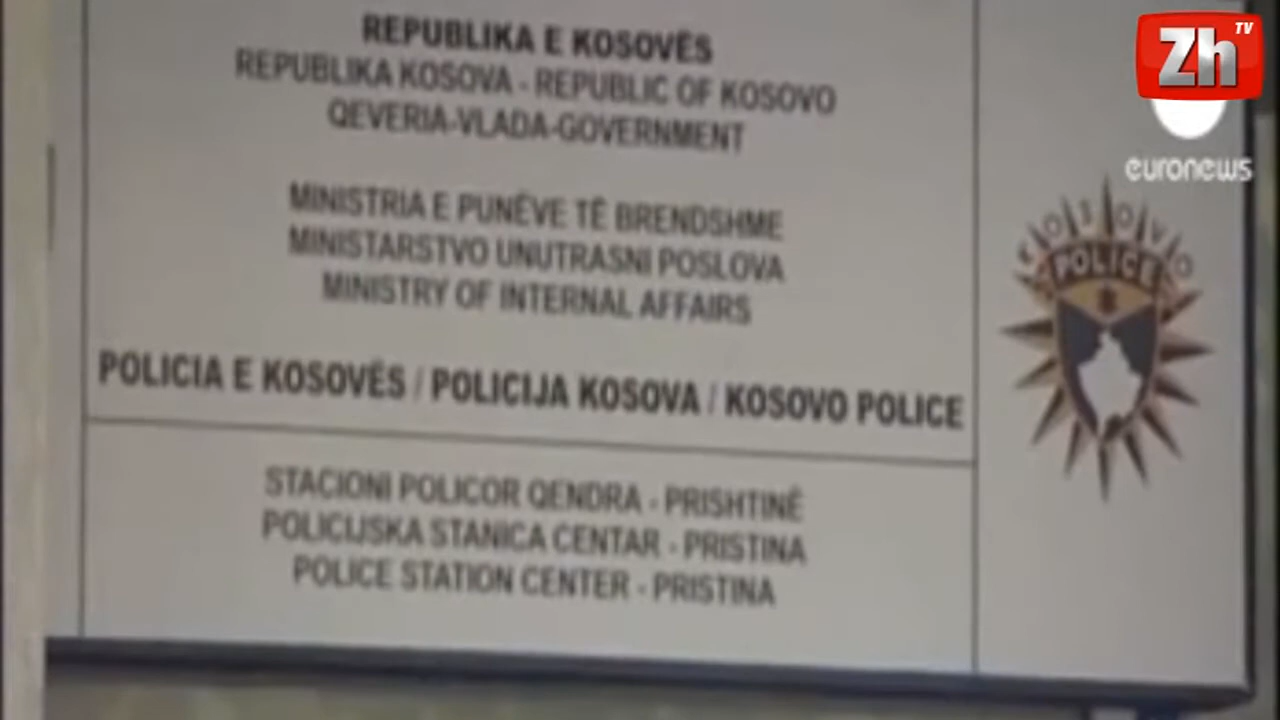 REPUBLIKA E KOSOVËS
REPUBLIKA KOSOVA - REPUBLIC OF KOSOVO
QEVERIA-VLADA-GOVERNMENT
MINISTRIA E PUNËVE TË BRENDSHME
MINISTARSTVO UNUTRASNI POSLOVA
MINISTRY OF INTERNAL AFFAIRS
POLICIA E KOSOVËS / POLICIJA KOSOVA / KOSOVO POLICE
STACIONI POLICOR QENDRA - PRISHTINË
POLICIJSKA STANICA CENTAR - PRISTINA
POLICE STATION CENTER - PRISTINA
Zh TV
euronews
KOSOVO
POLICE